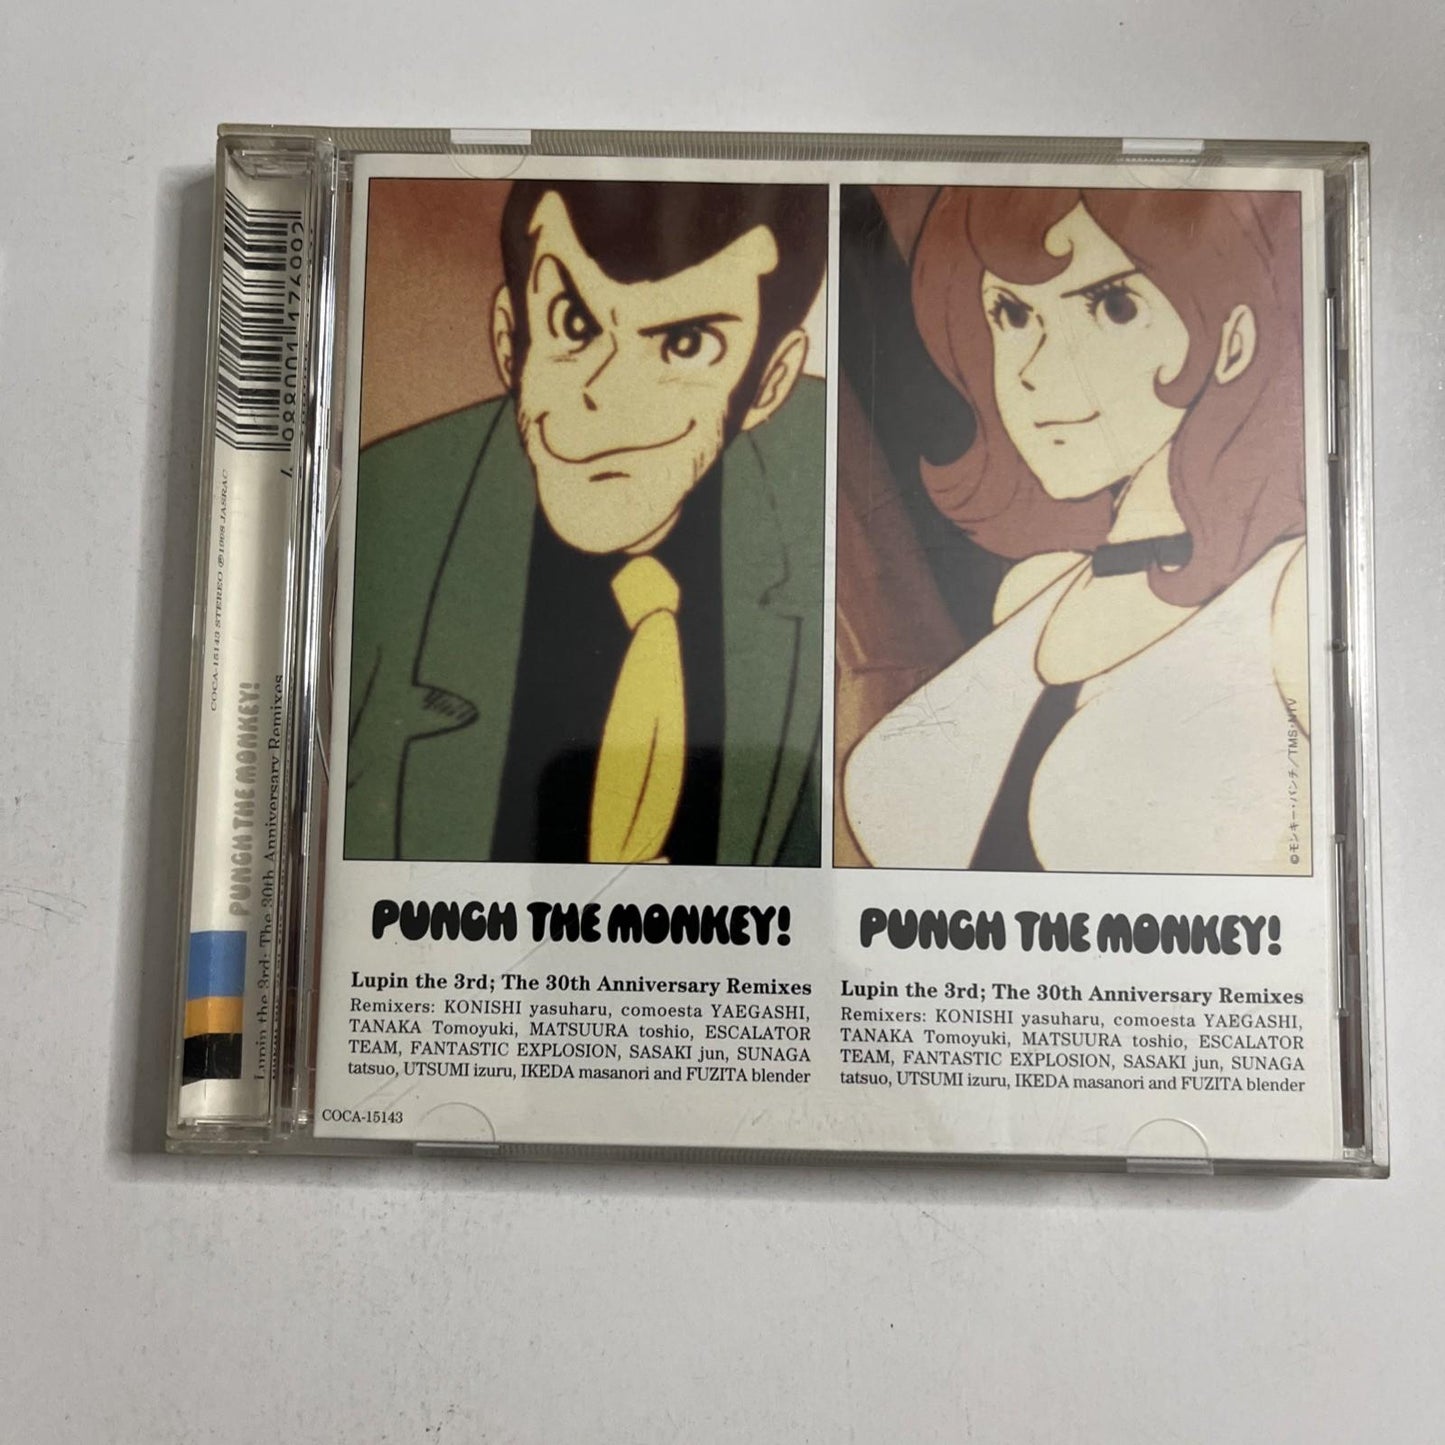 4988001176992
COCA-15143 STEREO Ⓟ1998 JASRAC
PUNCH THE MONKEY!
Lupin the 3rd; The 30th Anniversary Remixes
©モンキー・パンチ/TMS・NTV
PUNCH THE MONKEY!
Lupin the 3rd; The 30th Anniversary Remixes
Remixers: KONISHI yasuharu, comoesta YAEGASHI,
TANAKA Tomoyuki, MATSUURA toshio, ESCALATOR
TEAM, FANTASTIC EXPLOSION, SASAKI jun, SUNAGA
tatsuo, UTSUMI izuru, IKEDA masanori and FUZITA blender
PUNCH THE MONKEY!
Lupin the 3rd; The 30th Anniversary Remixes
Remixers: KONISHI yasuharu, comoesta YAEGASHI,
TANAKA Tomoyuki, MATSUURA toshio, ESCALATOR
TEAM, FANTASTIC EXPLOSION, SASAKI jun, SUNAGA
tatsuo, UTSUMI izuru, IKEDA masanori and FUZITA blender
COCA-15143